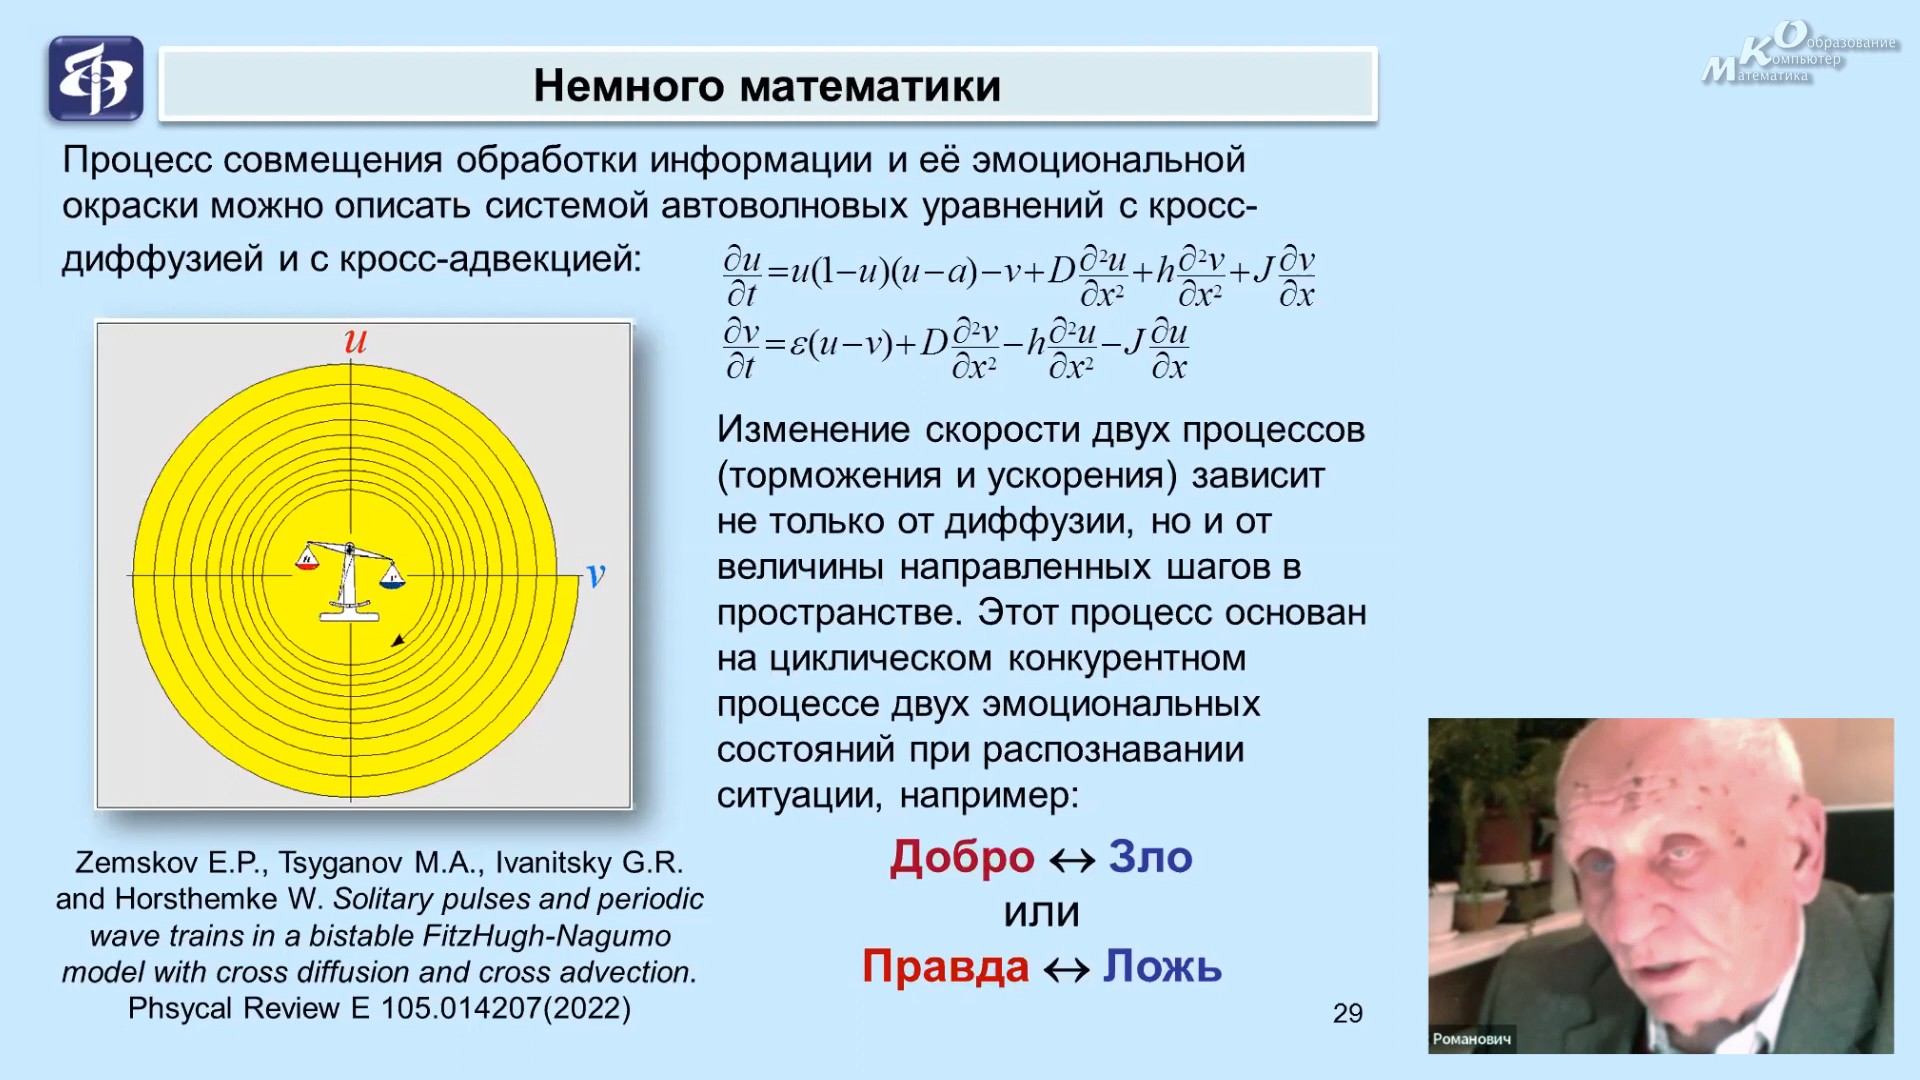 Немного математики
Образование
Компьютер
Математика
Процесс совмещения обработки информации и её эмоциональной
окраски можно описать системой автоволновых уравнений с кросс-
диффузией и с кросс-адвекцией:
∂u/∂t=u(1−u)(u−a)−v+D∂²u/∂x²+h∂²v/∂x²+J∂v/∂x
∂v/∂t=ε(u−v)+D∂²v/∂x²−h∂²u/∂x²−J∂u/∂x
u
v
Изменение скорости двух процессов
(торможения и ускорения) зависит
не только от диффузии, но и от
величины направленных шагов в
пространстве. Этот процесс основан
на циклическом конкурентном
процессе двух эмоциональных
состояний при распознавании
ситуации, например:
Добро ↔ Зло
или
Правда ↔ Ложь
Zemskov E.P., Tsyganov M.A., Ivanitsky G.R.
and Horsthemke W. Solitary pulses and periodic
wave trains in a bistable FitzHugh-Nagumo
model with cross diffusion and cross advection.
Phsycal Review E 105.014207(2022)
29
Романович